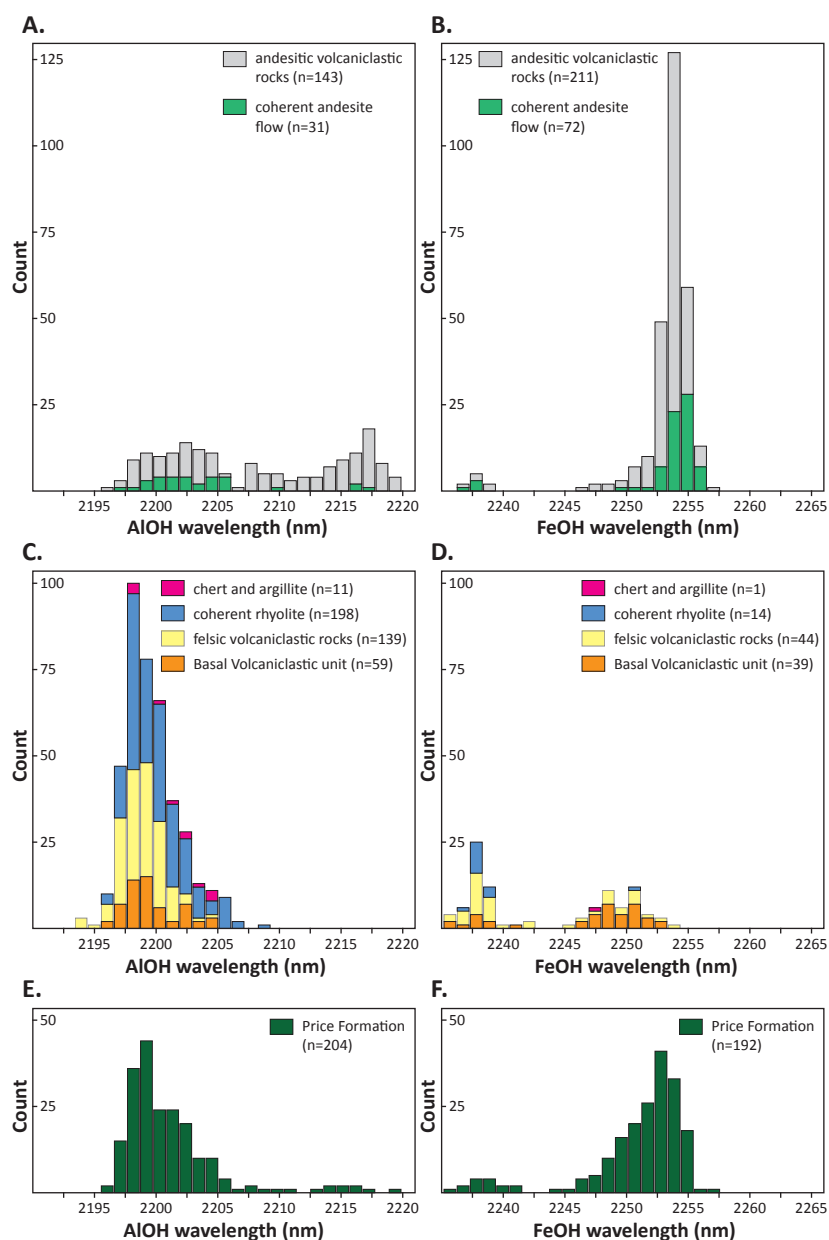 A.
B.
125
100
75
50
25
Count
andesitic volcaniclastic
rocks (n=143)
coherent andesite
flow (n=31)
2195 2200 2205 2210 2215 2220
AlOH wavelength (nm)
125
100
75
50
25
Count
andesitic volcaniclastic
rocks (n=211)
coherent andesite
flow (n=72)
2240 2245 2250 2255 2260 2265
FeOH wavelength (nm)
C.
D.
100
75
50
25
Count
chert and argillite (n=11)
coherent rhyolite (n=198)
felsic volcaniclastic rocks (n=139)
Basal Volcaniclastic unit (n=59)
2195 2200 2205 2210 2215 2220
AlOH wavelength (nm)
100
75
50
25
Count
chert and argillite (n=1)
coherent rhyolite (n=14)
felsic volcaniclastic rocks (n=44)
Basal Volcaniclastic unit (n=39)
2240 2245 2250 2255 2260 2265
FeOH wavelength (nm)
E.
F.
50
25
Count
Price Formation
(n=204)
2195 2200 2205 2210 2215 2220
AlOH wavelength (nm)
50
25
Count
Price Formation
(n=192)
2240 2245 2250 2255 2260 2265
FeOH wavelength (nm)